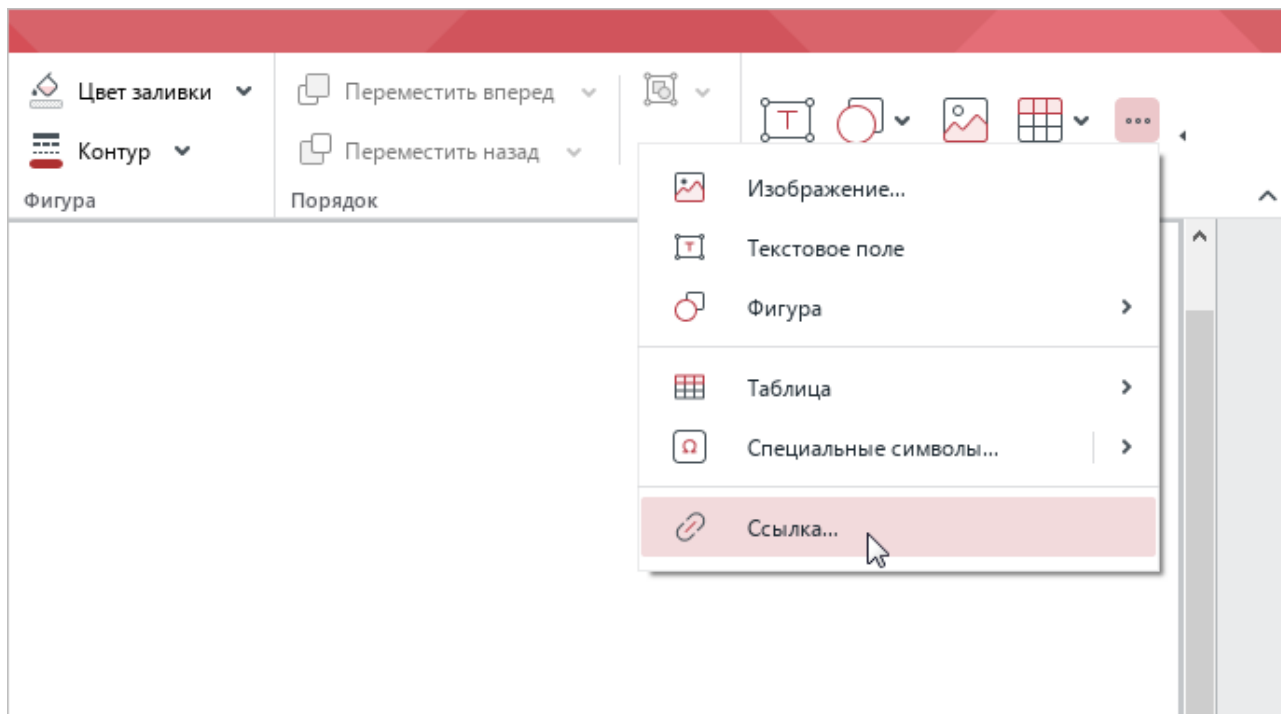 Цвет заливки
Контур
Фигура
Переместить вперед
Переместить назад
Порядок
Изображение...
Текстовое поле
Фигура
Таблица
Специальные символы...
Ссылка...